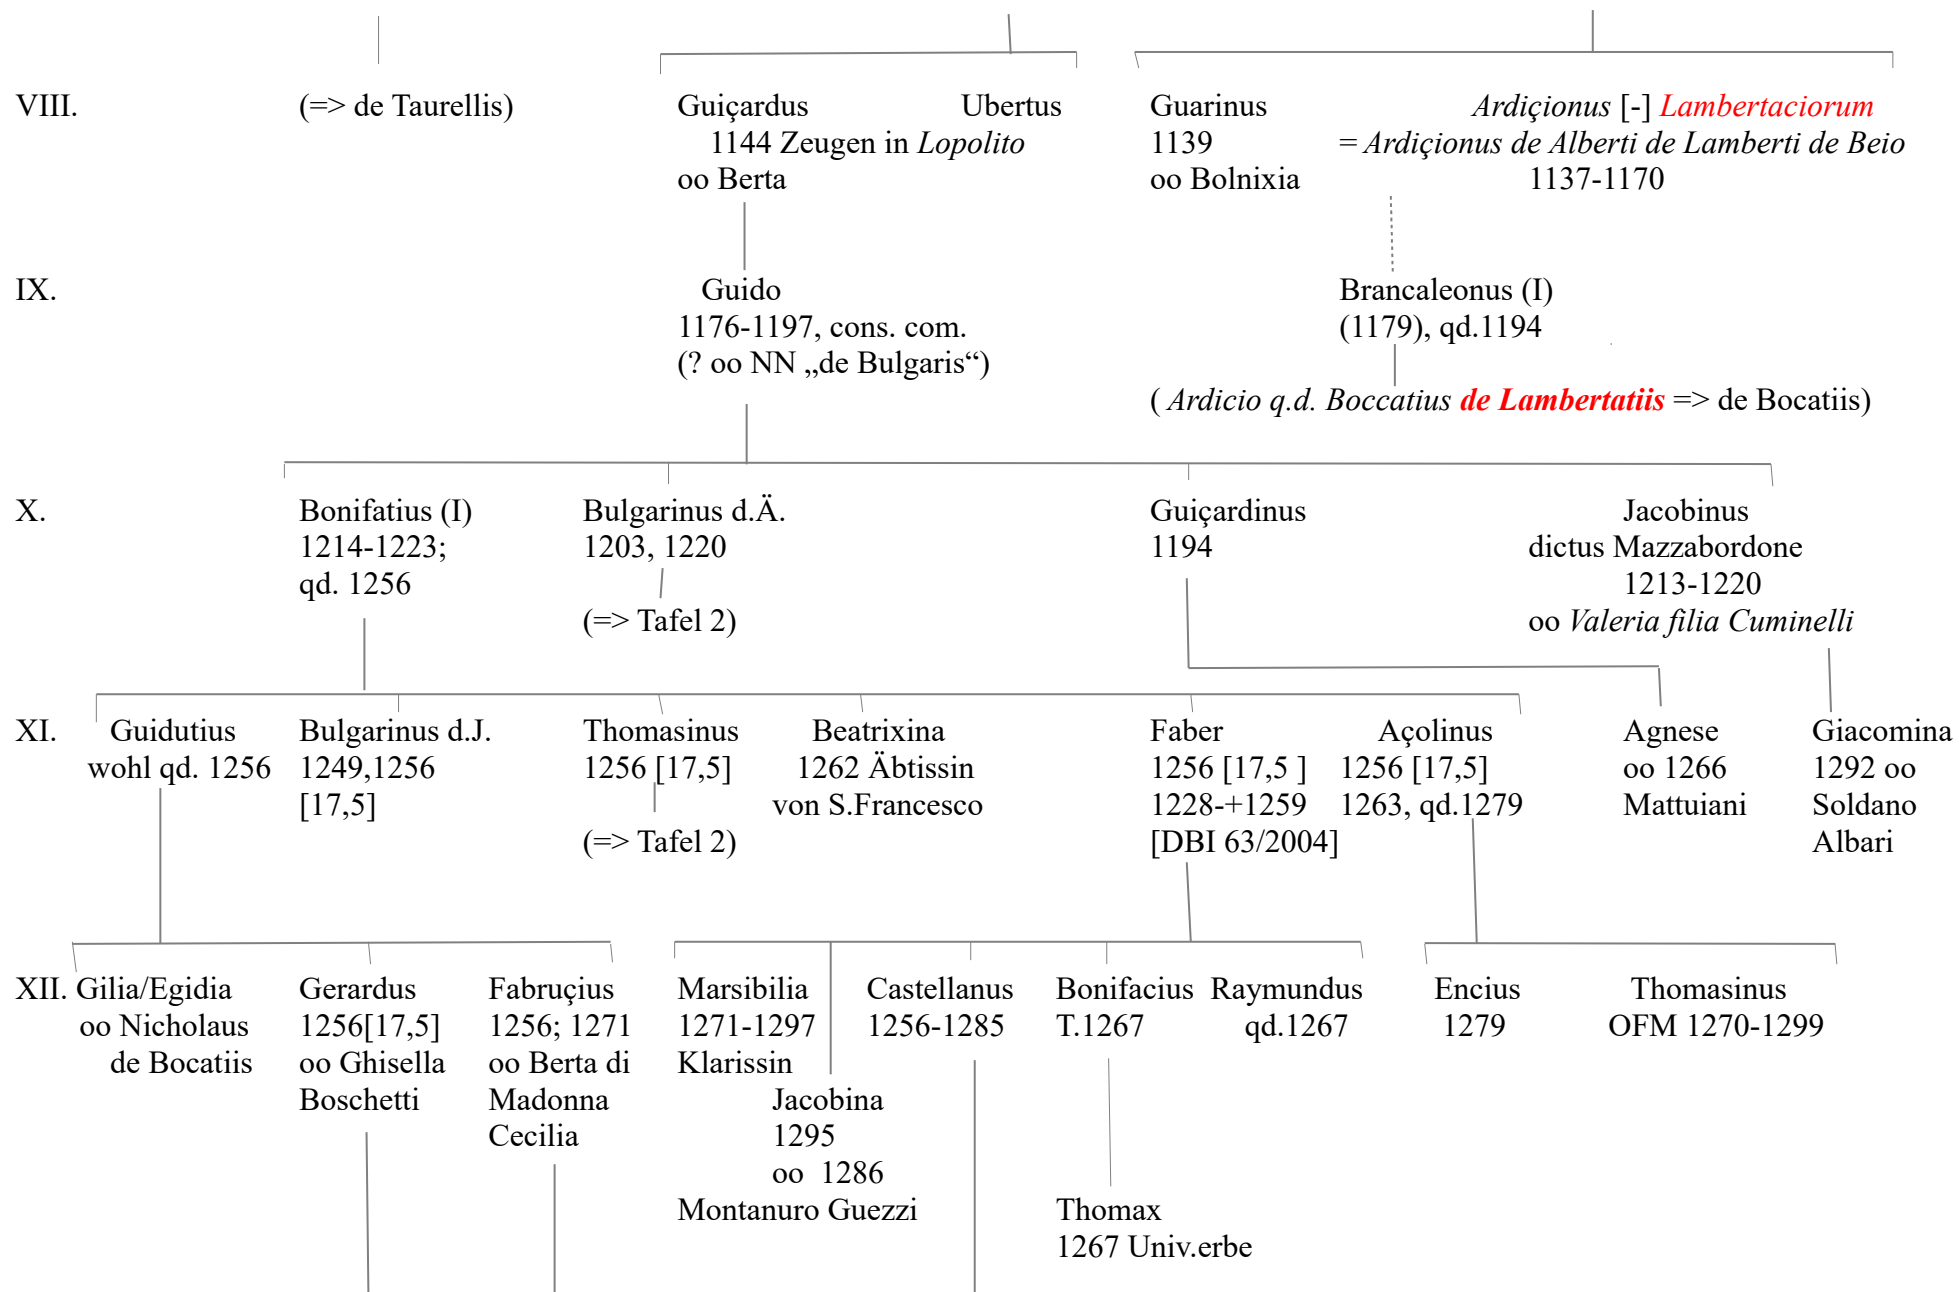 VIII. (=> de Taurellis) Guiçardus Ubertus Guarinus Ardiçionus [-] Lambertaciorum
1144 Zeugen in Lopolito 1139 = Ardiçionus de Alberti de Lamberti de Beio
oo Berta oo Bolnixia 1137-1170
IX. Guido Brancaleonus (I)
1176-1197, cons. com. (1179), qd.1194
(? oo NN „de Bulgaris“)
( Ardicio q.d. Boccatius de Lambertatiis => de Bocatiis)
X. Bonifatius (I) Bulgarinus d.Ä. Guiçardinus Jacobinus
1214-1223; 1203, 1220 1194 dictus Mazzabordone
qd. 1256 1213-1220
(=> Tafel 2) oo Valeria filia Cuminelli
XI. Guidutius Bulgarinus d.J. Thomasinus Beatrixina Faber Açolinus Agnese Giacomina
wohl qd. 1256 1249,1256 1256 [17,5] 1262 Äbtissin 1256 [17,5 ] 1256 [17,5] oo 1266 1292 oo
[17,5] von S.Francesco 1228-+1259 1263, qd.1279 Mattuiani Soldano
(=> Tafel 2) [DBI 63/2004] Albari
XII. Gilia/Egidia Gerardus Fabruçius Marsibilia Castellanus Bonifacius Raymundus Encius Thomasinus
oo Nicholaus 1256[17,5] 1256; 1271 1271-1297 1256-1285 T.1267 qd.1267 1279 OFM 1270-1299
de Bocatiis oo Ghisella oo Berta di Klarissin
Boschetti Madonna Jacobina
Cecilia 1295
oo 1286
Montanuro Guezzi Thomax
1267 Univ.erbe